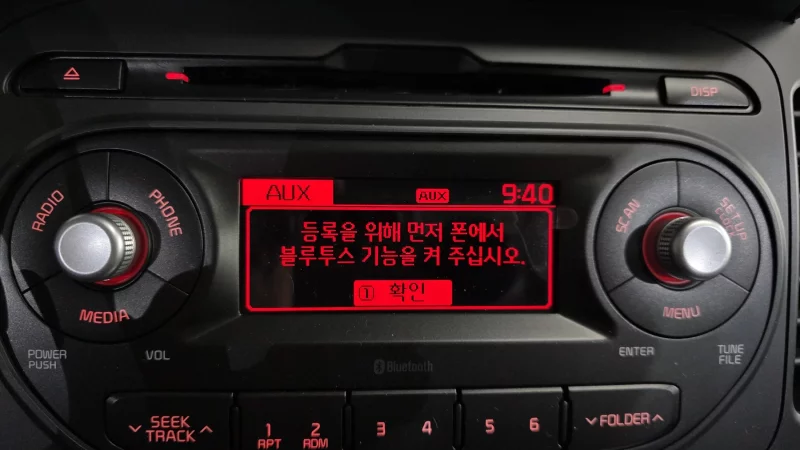 DISP
RADIO
PHONE
MEDIA
POWER
PUSH
VOL
AUX
AUX
9:40
등록을 위해 먼저 폰에서
블루투스 기능을 켜 주십시오.
1 확인
SCAN
SETUP
CLOCK
MENU
ENTER
TUNE
FILE
Bluetooth
SEEK
TRACK
1
RPT
2
RDM
3
4
5
6
FOLDER